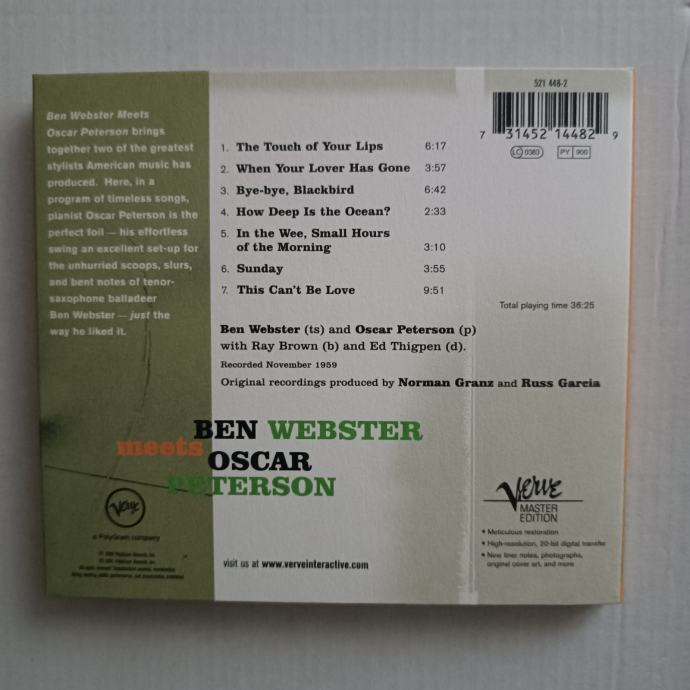 Ben Webster Meets
Oscar Peterson brings
together two of the greatest
stylists American music has
produced. Here, in a
program of timeless songs,
pianist Oscar Peterson is the
perfect foil — his effortless
swing an excellent set-up for
the unhurried scoops, slurs,
and bent notes of tenor-
saxophone balladeer
Ben Webster — just the
way he liked it.
1. The Touch of Your Lips 6:17
2. When Your Lover Has Gone 3:57
3. Bye-bye, Blackbird 6:42
4. How Deep Is the Ocean? 2:33
5. In the Wee, Small Hours
of the Morning 3:10
6. Sunday 3:55
7. This Can't Be Love 9:51
521 448-2
7 31452 14482 9
LC 0383 PY 900
Total playing time 36:25
Ben Webster (ts) and Oscar Peterson (p)
with Ray Brown (b) and Ed Thigpen (d).
Recorded November 1959
Original recordings produced by Norman Granz and Russ Garcia
BEN WEBSTER
meets
OSCAR
PETERSON
Verve
a PolyGram company
visit us at www.verveinteractive.com
Verve
MASTER
EDITION
• Meticulous restoration
• High-resolution, 20-bit digital transfer
• New liner notes, photographs,
original cover art, and more